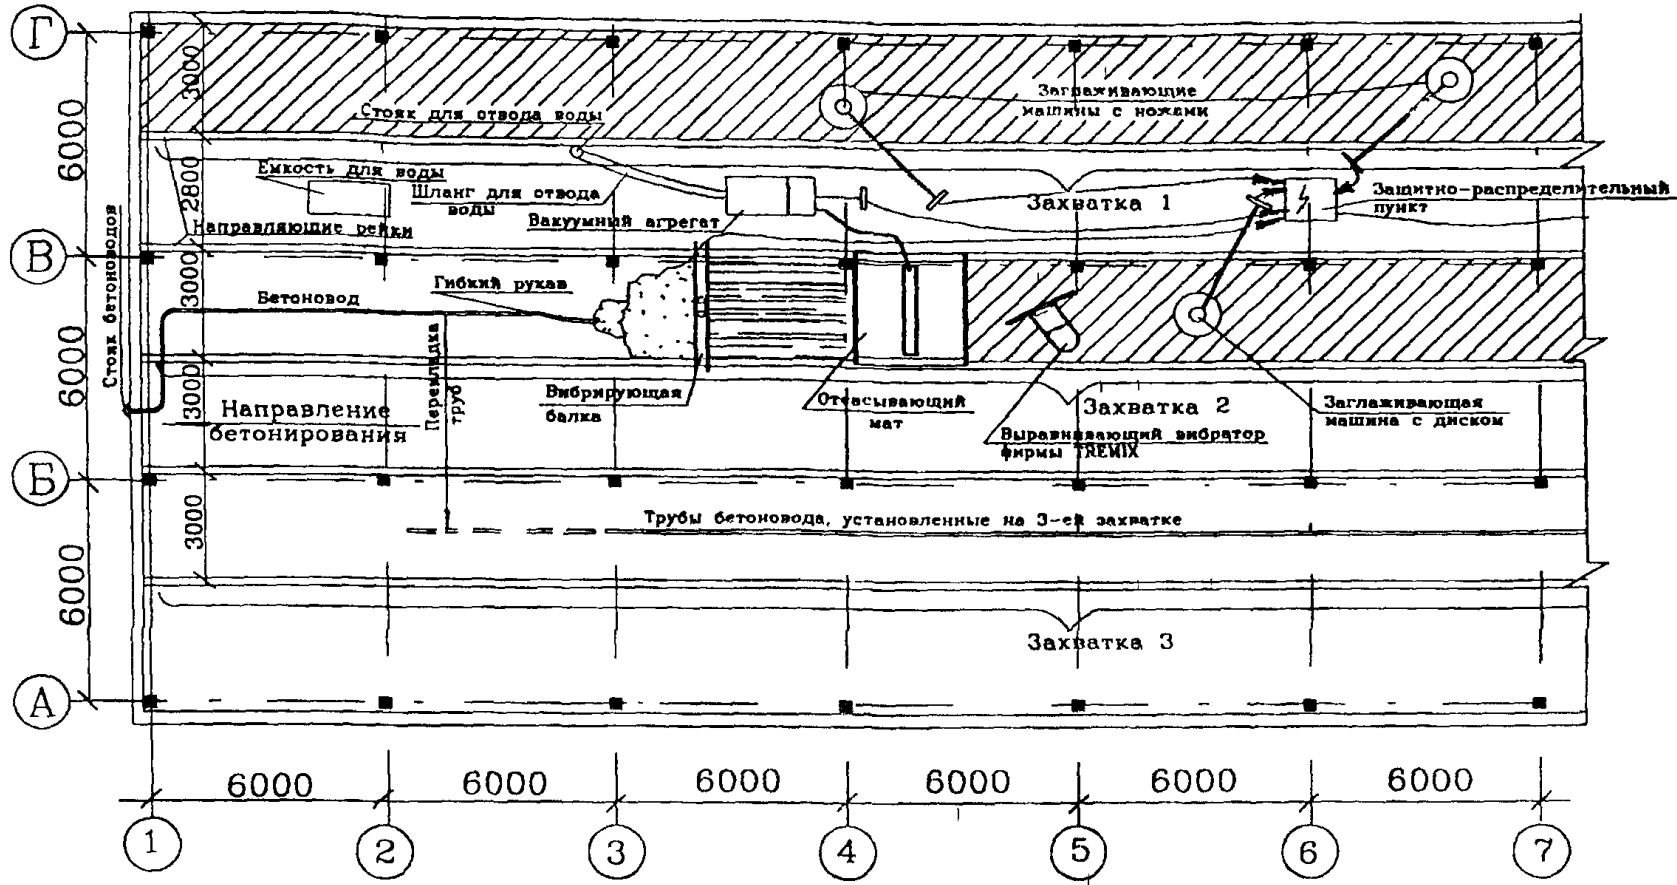 Г
3000
Заглаживающие
машины с ножами
Стояк для отвода воды
6000
Емкость для воды
Шланг для отвода
воды
Вакуумный агрегат
Захватка 1
Защитно-распределительный
пункт
2800
Направляющие рейки
Стояк бетоноводов
В
3000
Гибкий рукав
Бетоновод
6000
Перекладка
труб
3000
Направление
бетонирования
Вибрирующая
балка
Отсасывающий
мат
Захватка 2
Выравнивающий вибратор
фирмы TREMIX
Заглаживающая
машина с диском
Б
3000
Трубы бетоновода, установленные на 3-ей захватке
6000
Захватка 3
А
6000
6000
6000
6000
6000
6000
1
2
3
4
5
6
7